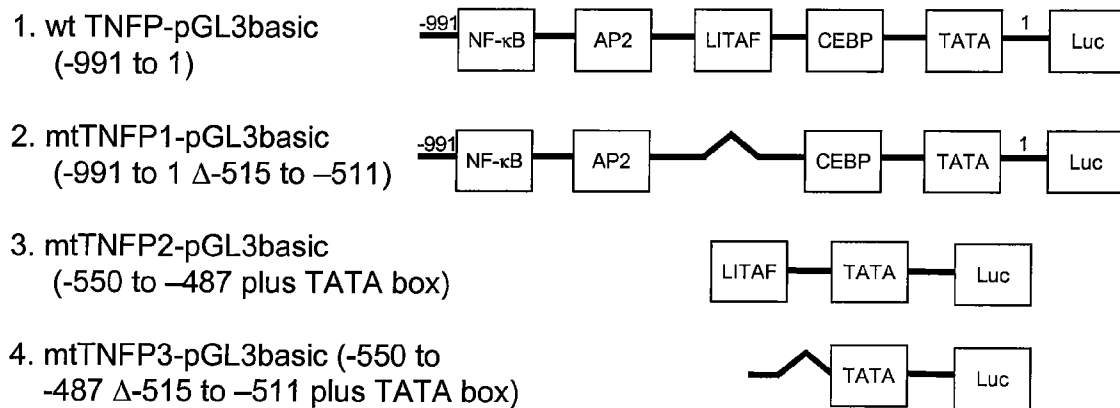 1. wt TNFP-pGL3basic
(-991 to 1)
-991 NF-κB AP2 LITAF CEBP TATA 1 Luc
2. mtTNFP1-pGL3basic
(-991 to 1 Δ-515 to –511)
-991 NF-κB AP2 CEBP TATA 1 Luc
3. mtTNFP2-pGL3basic
(-550 to –487 plus TATA box)
LITAF TATA Luc
4. mtTNFP3-pGL3basic (-550 to
-487 Δ-515 to –511 plus TATA box)
TATA Luc